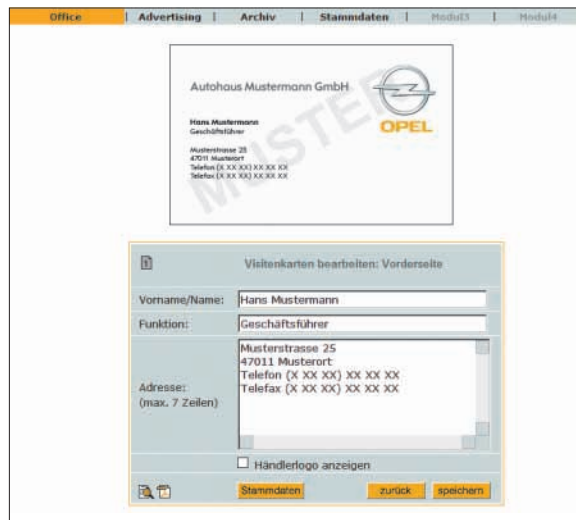 Office | Advertising | Archiv | Stammdaten | Modul3 | Modul4
MUSTER
Autohaus Mustermann GmbH
OPEL
Hans Mustermann
Geschäftsführer
Musterstrasse 25
47011 Musterort
Telefon (X XX XX) XX XX XX
Telefax (X XX XX) XX XX XX
Visitenkarten bearbeiten: Vorderseite
Vorname/Name: Hans Mustermann
Funktion: Geschäftsführer
Adresse:
(max. 7 Zeilen)
Musterstrasse 25
47011 Musterort
Telefon (X XX XX) XX XX XX
Telefax (X XX XX) XX XX XX
Händlerlogo anzeigen
Stammdaten zurück speichern